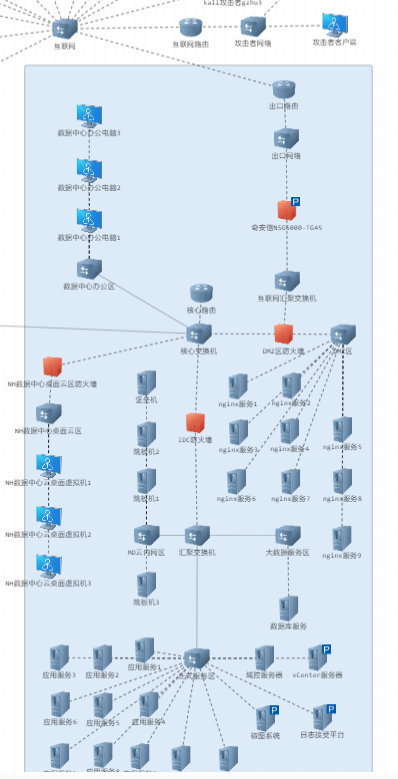 kali攻击者gzhu3
互联网
互联网路由
攻击者网络
攻击者客户端
出口路由
数据中心办公电脑3
出口网络
数据中心办公电脑2
奇安信NSG5000-TG45
数据中心办公电脑1
数据中心办公区
互联网汇聚交换机
核心路由
核心交换机
DMZ区防火墙
DMZ区
NH数据中心桌面云区防火墙
堡垒机
nginx服务1
nginx服务2
NH数据中心桌面云区
跳板机2
IDC防火墙
nginx服务3
nginx服务4
nginx服务5
NH数据中心云桌面虚拟机1
跳板机1
nginx服务6
nginx服务7
nginx服务8
NH数据中心云桌面虚拟机2
MD云内网区
汇聚交换机
大数据服务区
nginx服务9
NH数据中心云桌面虚拟机3
跳板机3
数据库服务
应用服务3
应用服务2
应用服务1
域控服务器
vCenter服务器
应用服务6
应用服务5
应用服务4
椒图系统
日志接受平台